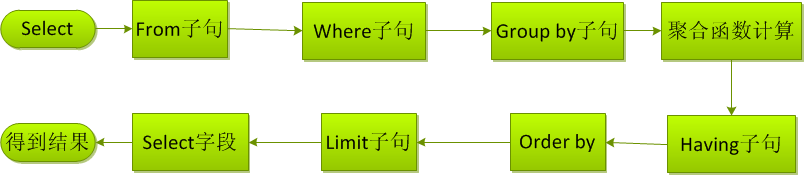 Select
From子句
Where子句
Group by子句
聚合函数计算
Having子句
Order by
Limit子句
Select字段
得到结果